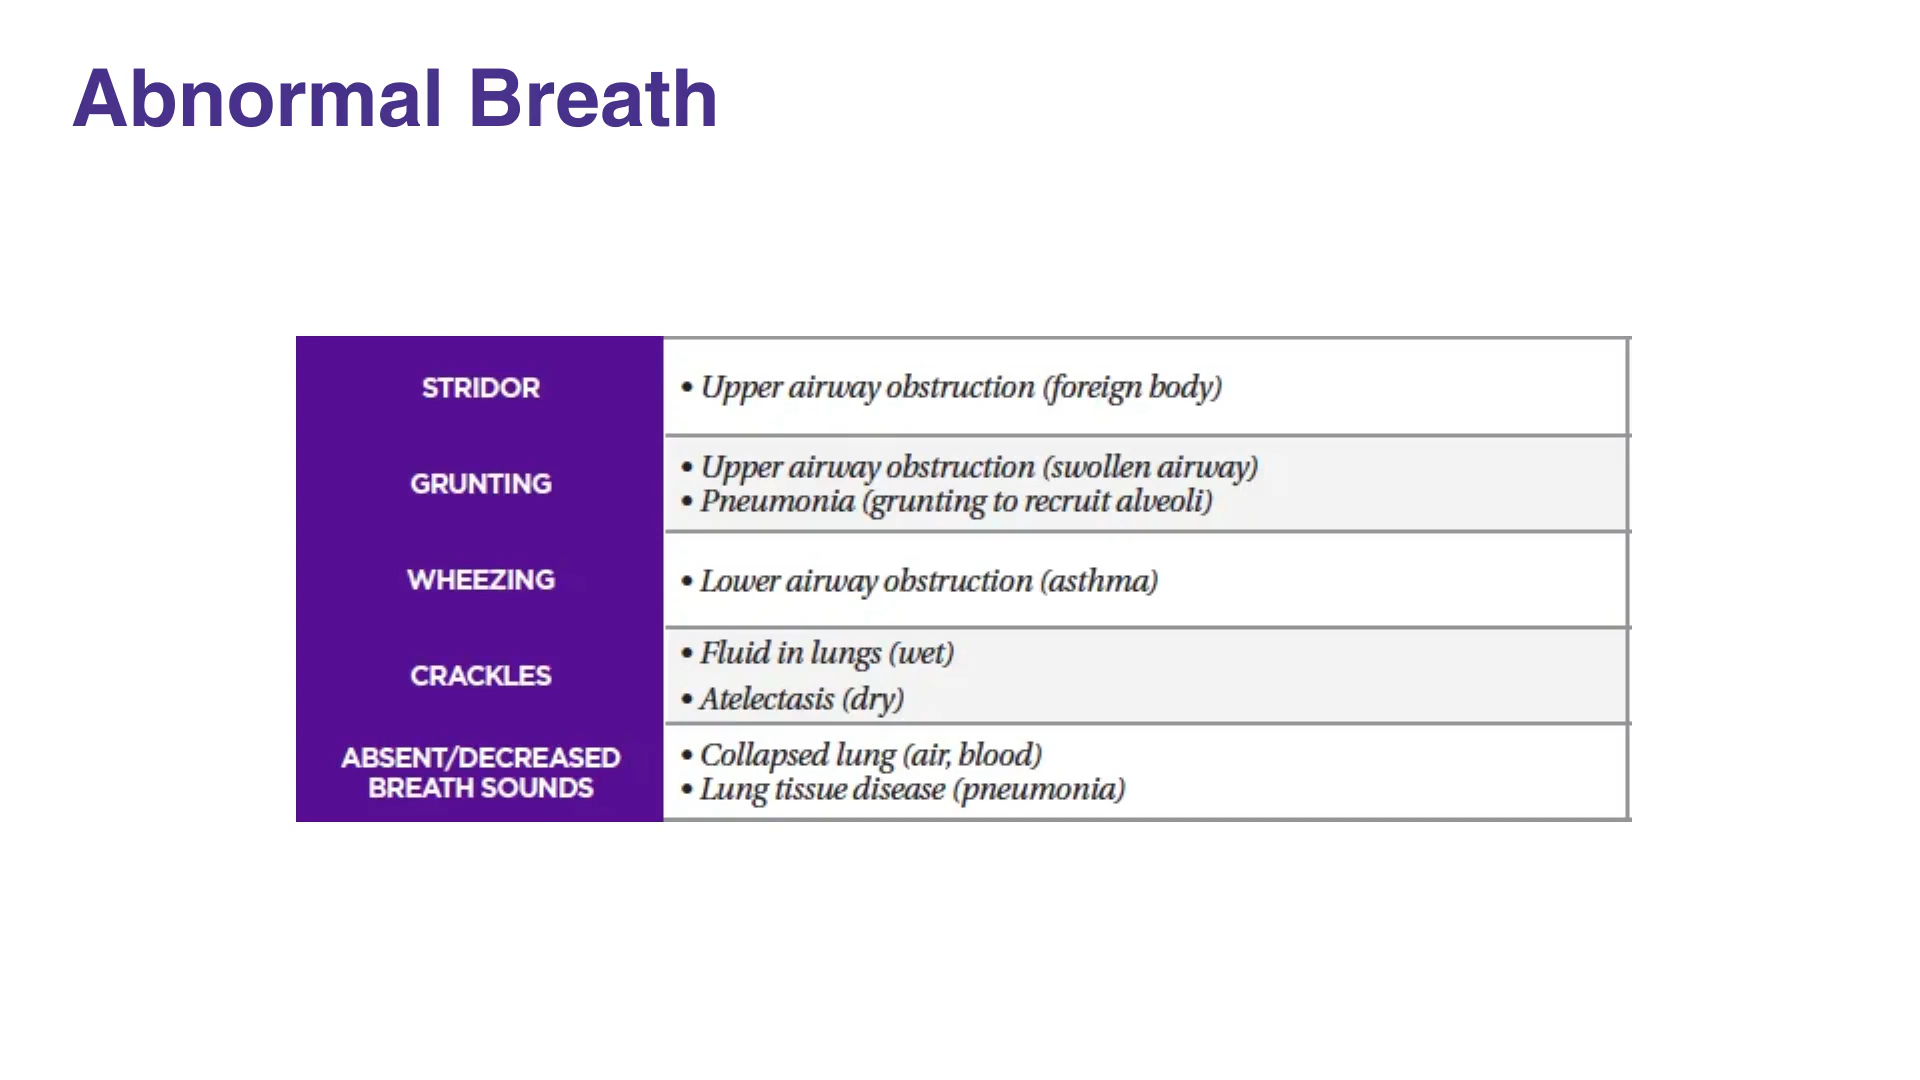 Abnormal Breath
STRIDOR
• Upper airway obstruction (foreign body)
GRUNTING
• Upper airway obstruction (swollen airway)
• Pneumonia (grunting to recruit alveoli)
WHEEZING
• Lower airway obstruction (asthma)
CRACKLES
• Fluid in lungs (wet)
• Atelectasis (dry)
ABSENT/DECREASED
BREATH SOUNDS
• Collapsed lung (air, blood)
• Lung tissue disease (pneumonia)